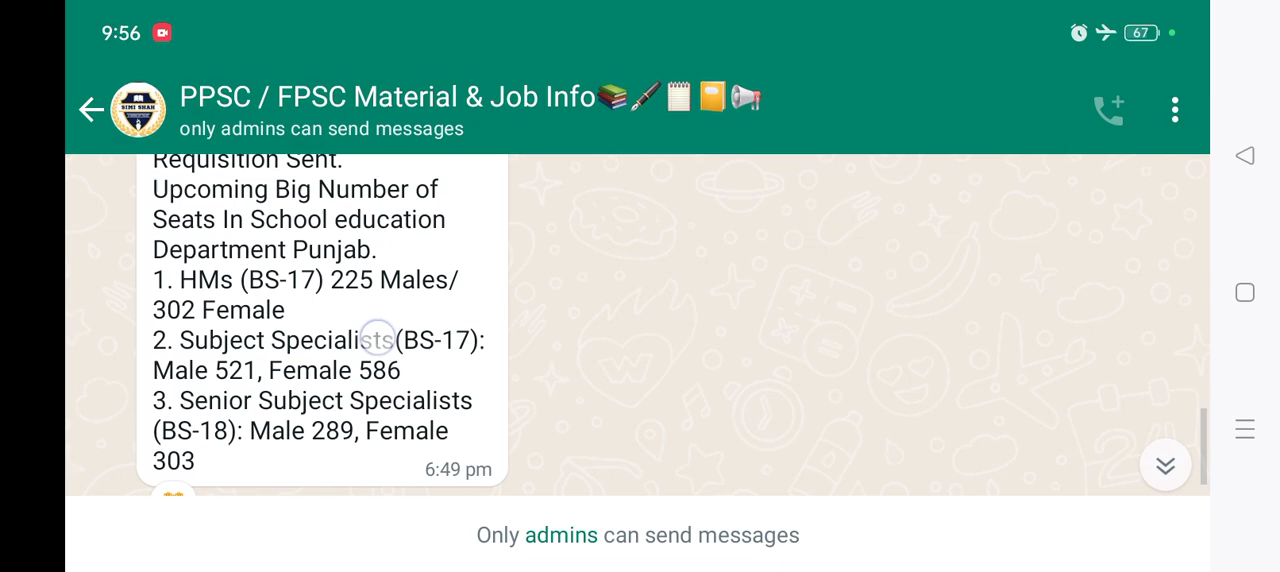 9:56
67
PPSC / FPSC Material & Job Info📚🖋️🗒️📒📢
only admins can send messages
SIMI SHAH
Requisition Sent.
Upcoming Big Number of
Seats In School education
Department Punjab.
1. HMs (BS-17) 225 Males/
302 Female
2. Subject Specialists(BS-17):
Male 521, Female 586
3. Senior Subject Specialists
(BS-18): Male 289, Female
303
6:49 pm
Only admins can send messages